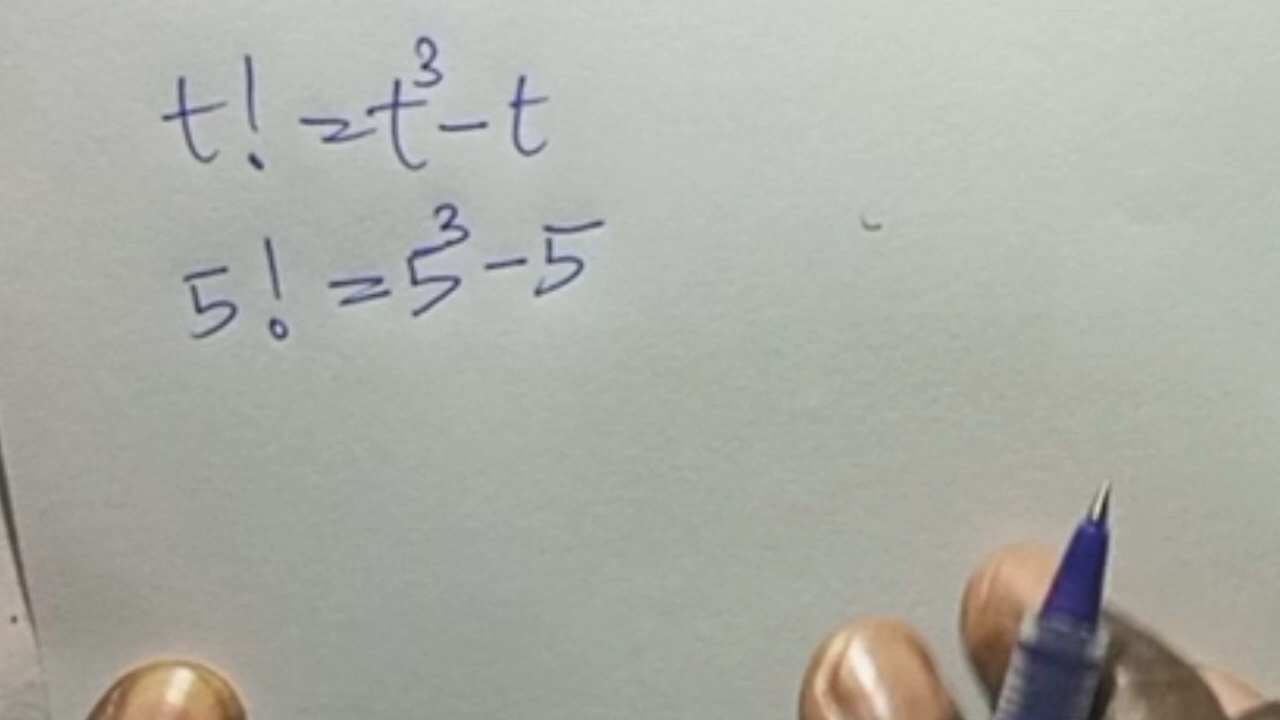 t! = t³ - t
5! = 5³ - 5